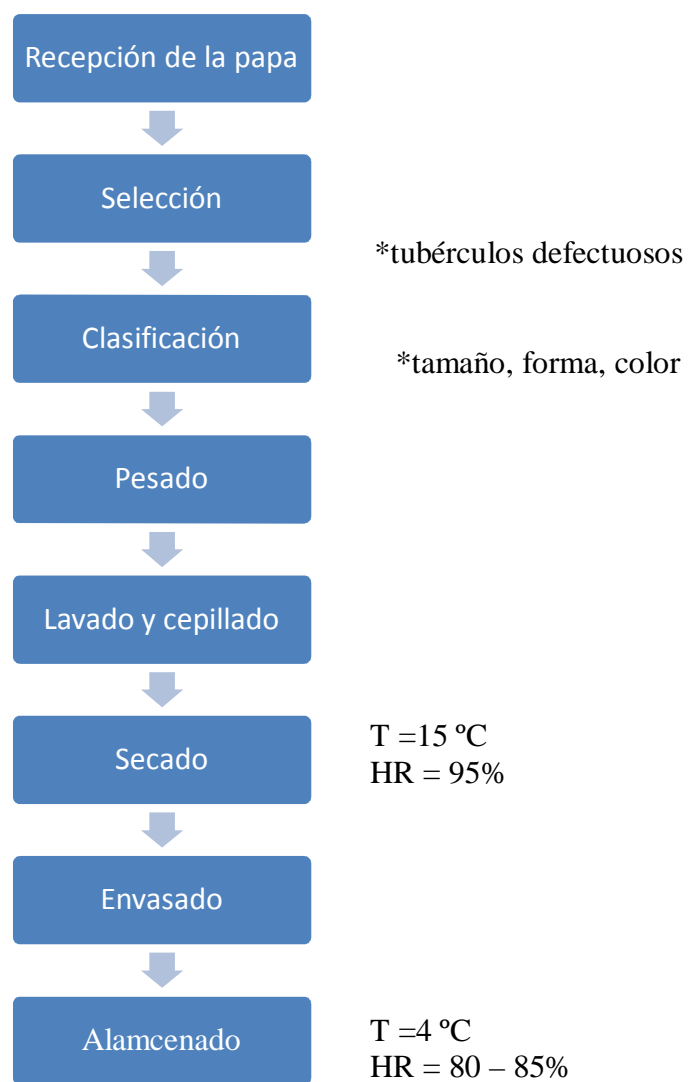 Recepción de la papa
Selección
*tubérculos defectuosos
Clasificación
*tamaño, forma, color
Pesado
Lavado y cepillado
Secado
T =15 ºC
HR = 95%
Envasado
Alamcenado
T =4 ºC
HR = 80 – 85%